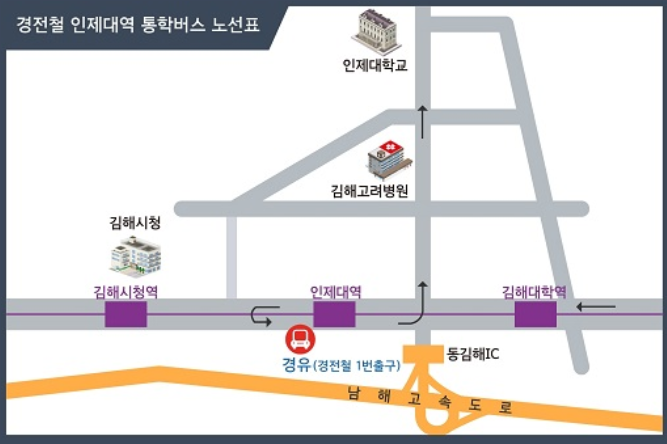 경전철 인제대역 통학버스 노선표
인제대학교
김해고려병원
김해시청
김해시청역
인제대역
김해대학역
경유(경전철 1번출구)
동김해IC
남해고속도로